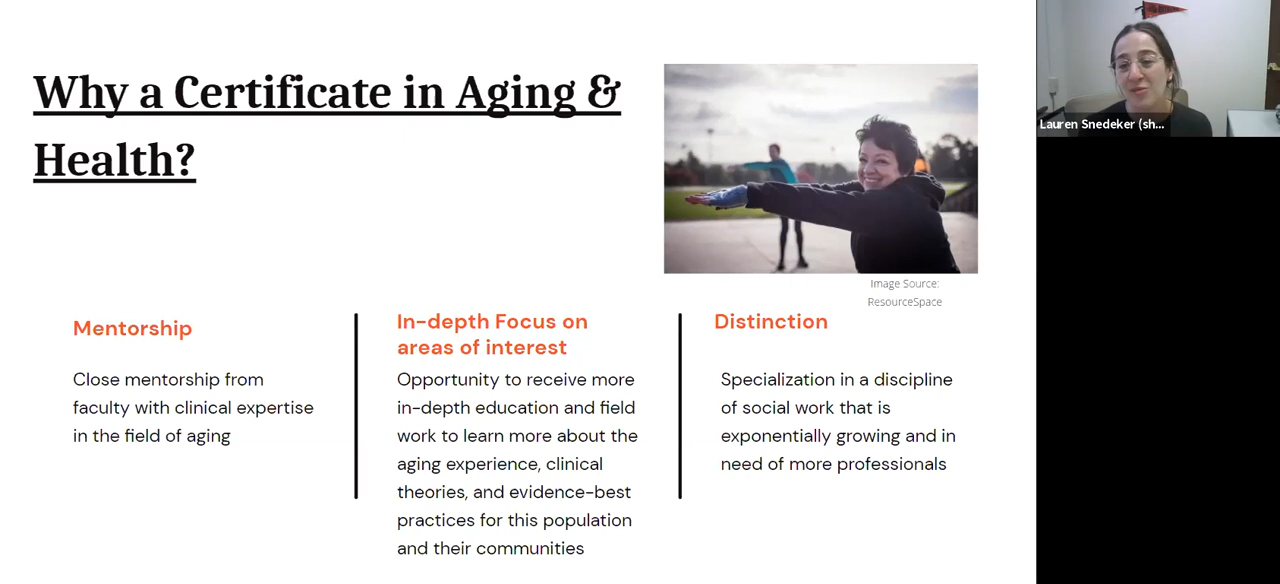 Why a Certificate in Aging &
Health?
Image Source:
ResourceSpace
Mentorship
Close mentorship from
faculty with clinical expertise
in the field of aging
In-depth Focus on
areas of interest
Opportunity to receive more
in-depth education and field
work to learn more about the
aging experience, clinical
theories, and evidence-best
practices for this population
and their communities
Distinction
Specialization in a discipline
of social work that is
exponentially growing and in
need of more professionals
Lauren Snedeker (sh...